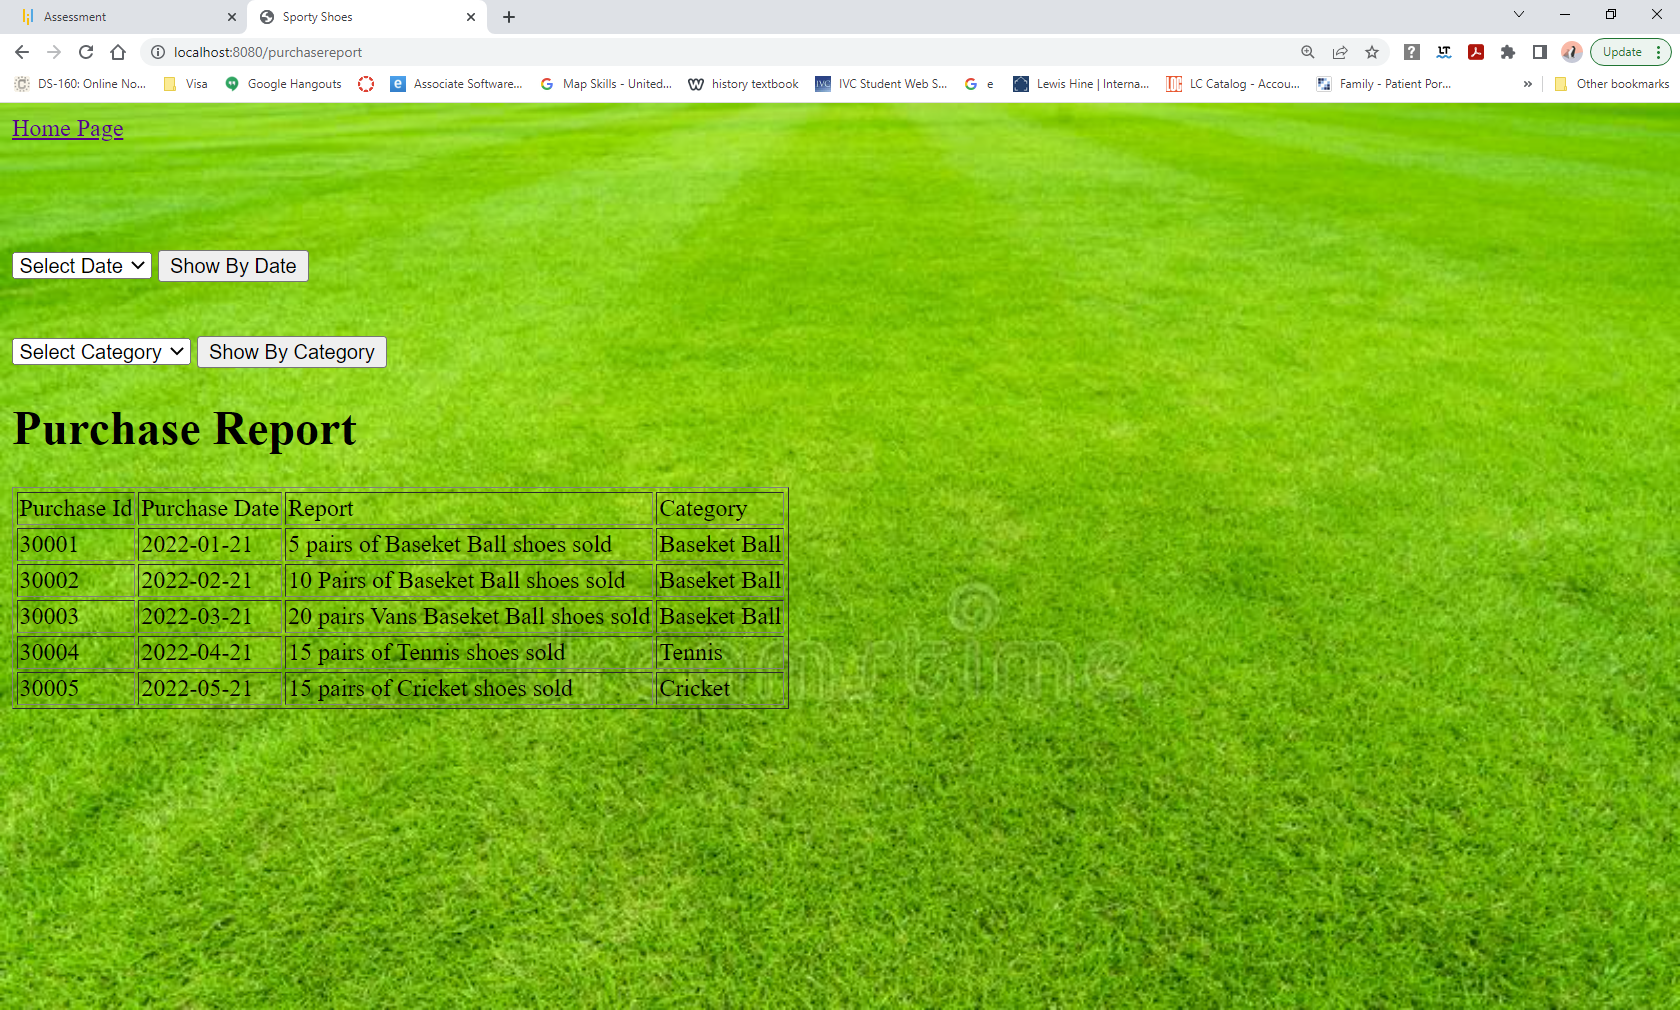 Assessment
Sporty Shoes
localhost:8080/purchasereport
Update
DS-160: Online No...
Visa
Google Hangouts
Associate Software...
Map Skills - United...
history textbook
IVC Student Web S...
e
Lewis Hine | Interna...
LC Catalog - Accou...
Family - Patient Por...
»
Other bookmarks
Home Page
Select Date Show By Date
Select Category Show By Category
Purchase Report
Purchase Id Purchase Date Report Category
30001 2022-01-21 5 pairs of Baseket Ball shoes sold Baseket Ball
30002 2022-02-21 10 Pairs of Baseket Ball shoes sold Baseket Ball
30003 2022-03-21 20 pairs Vans Baseket Ball shoes sold Baseket Ball
30004 2022-04-21 15 pairs of Tennis shoes sold Tennis
30005 2022-05-21 15 pairs of Cricket shoes sold Cricket